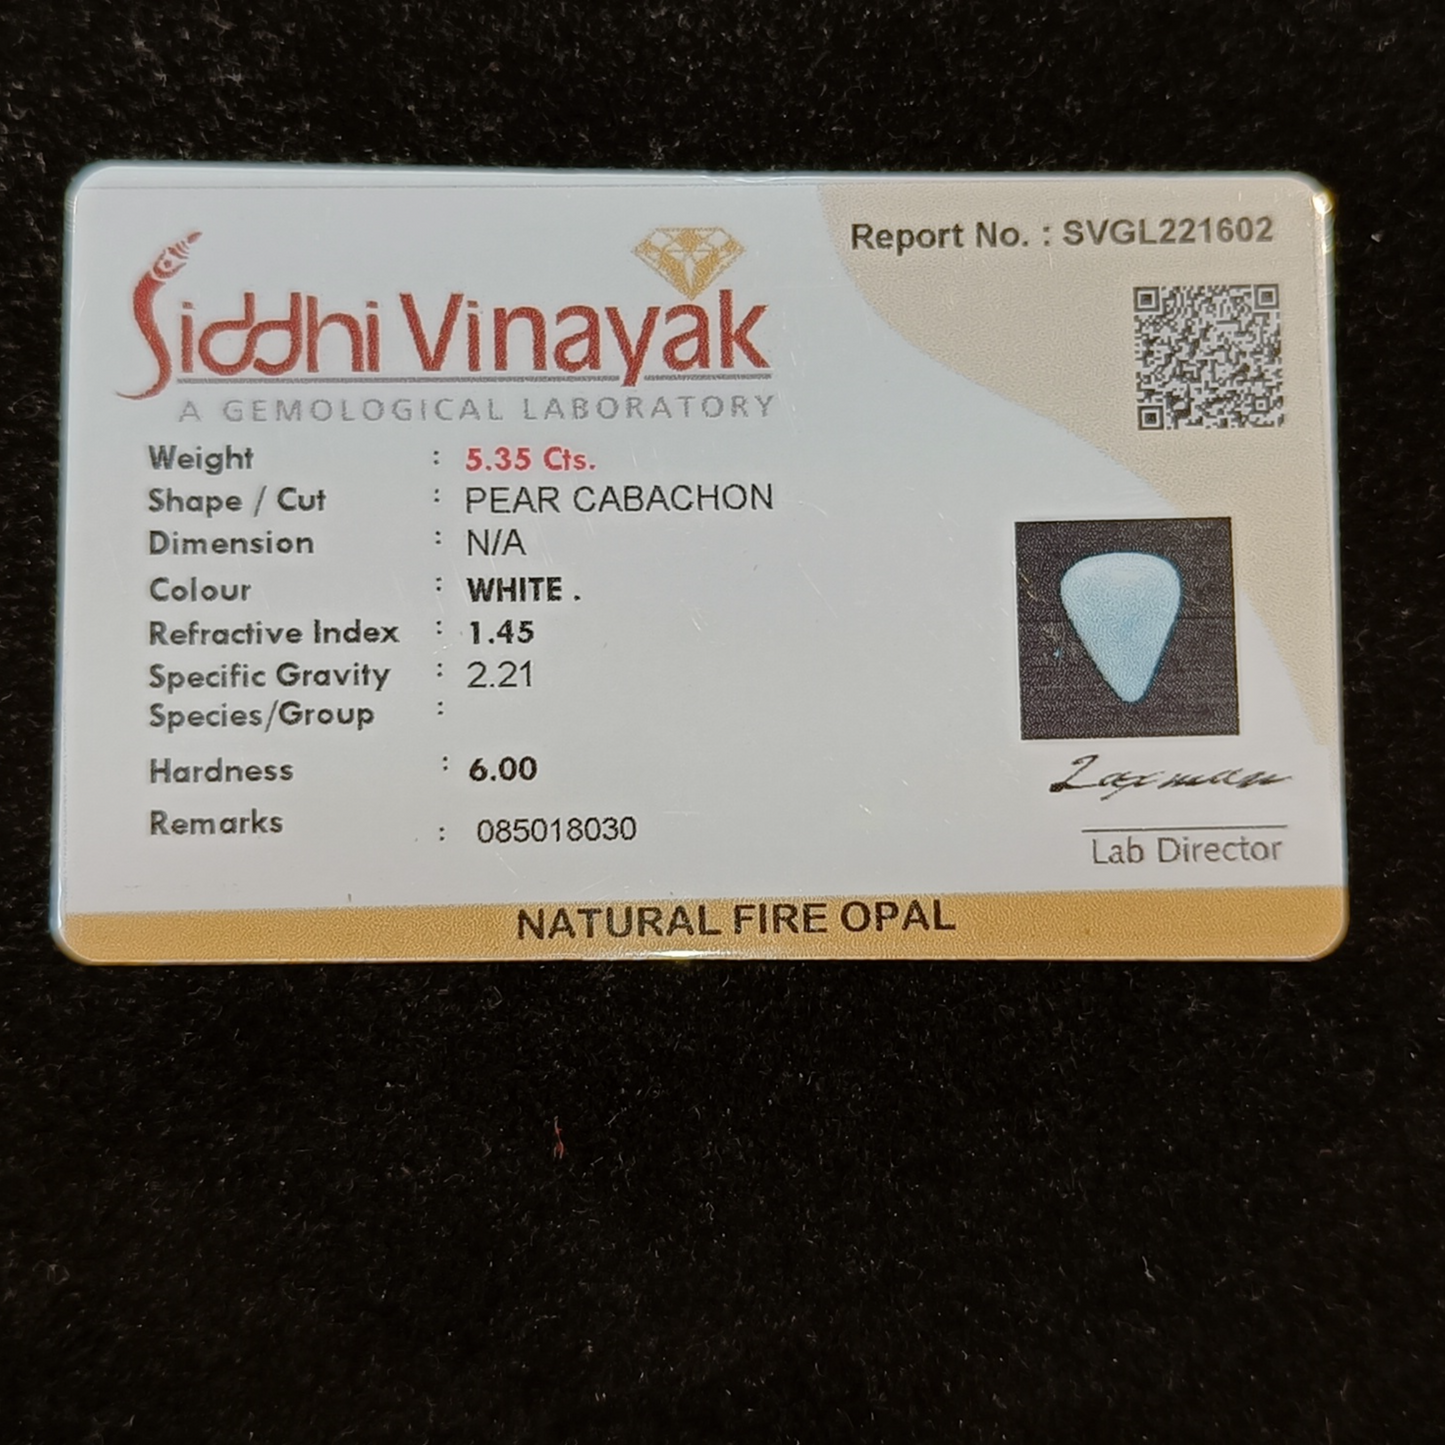 Report No. : SVGL221602
Siddhi Vinayak
A GEMOLOGICAL LABORATORY
Weight : 5.35 Cts.
Shape / Cut : PEAR CABACHON
Dimension : N/A
Colour : WHITE .
Refractive Index : 1.45
Specific Gravity : 2.21
Species/Group :
Hardness : 6.00
Remarks : 085018030
Laxman
Lab Director
NATURAL FIRE OPAL